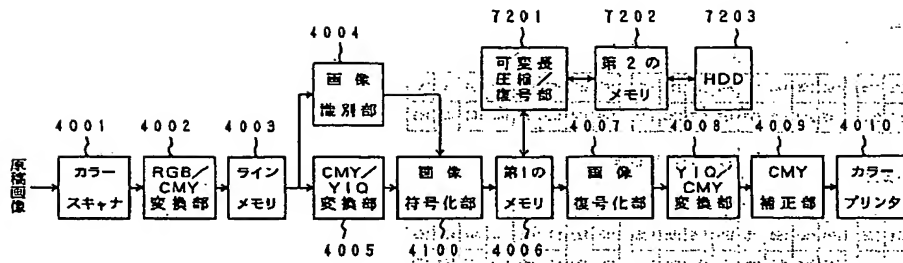 7201 7202 7203
4004
可変長
圧縮/
復号部
第2の
メモリ
HDD
画像
識別部
4001 4002 4003
4007 4008 4009 4010
原稿画像
カラー
スキャナ
RGB/
CMY
変換部
ライン
メモリ
CMY/
YIQ
変換部
画像
符号化部
第1の
メモリ
画像
復号化部
YIQ/
CMY
変換部
CMY
補正部
カラー
プリンタ
4005 4100 4006